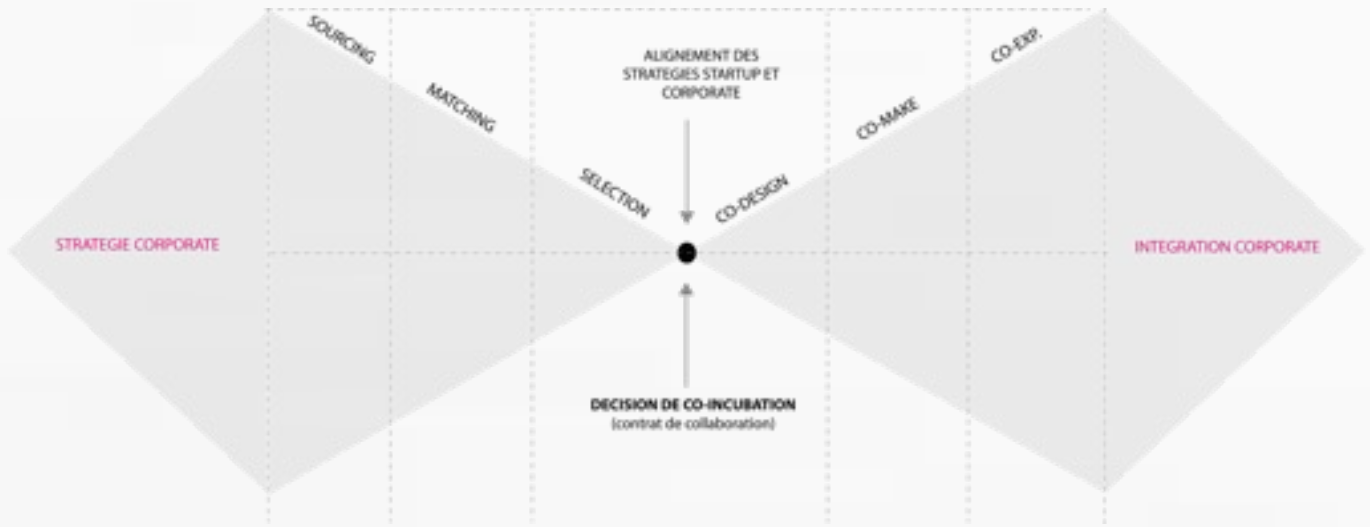 SOURCING
MATCHING
SELECTION
ALIGNEMENT DES
STRATEGIES STARTUP ET
CORPORATE
CO-DESIGN
CO-MAKE
CO-EXP.
STRATEGIE CORPORATE
INTEGRATION CORPORATE
DECISION DE CO-INCUBATION
(contrat de collaboration)